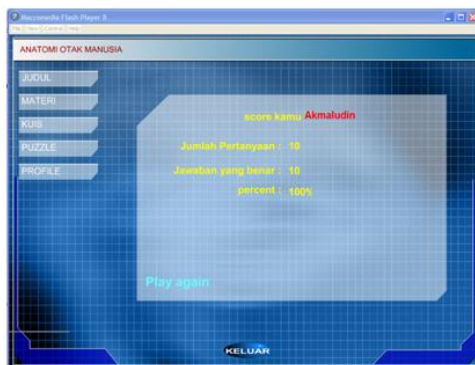 Macromedia Flash Player 8
File View Control Help
ANATOMI OTAK MANUSIA
JUDUL
MATERI
KUIS
PUZZLE
PROFILE
score kamu Akmaludin
Jumlah Pertanyaan : 10
Jawaban yang benar : 10
percent : 100%
Play again
KELUAR